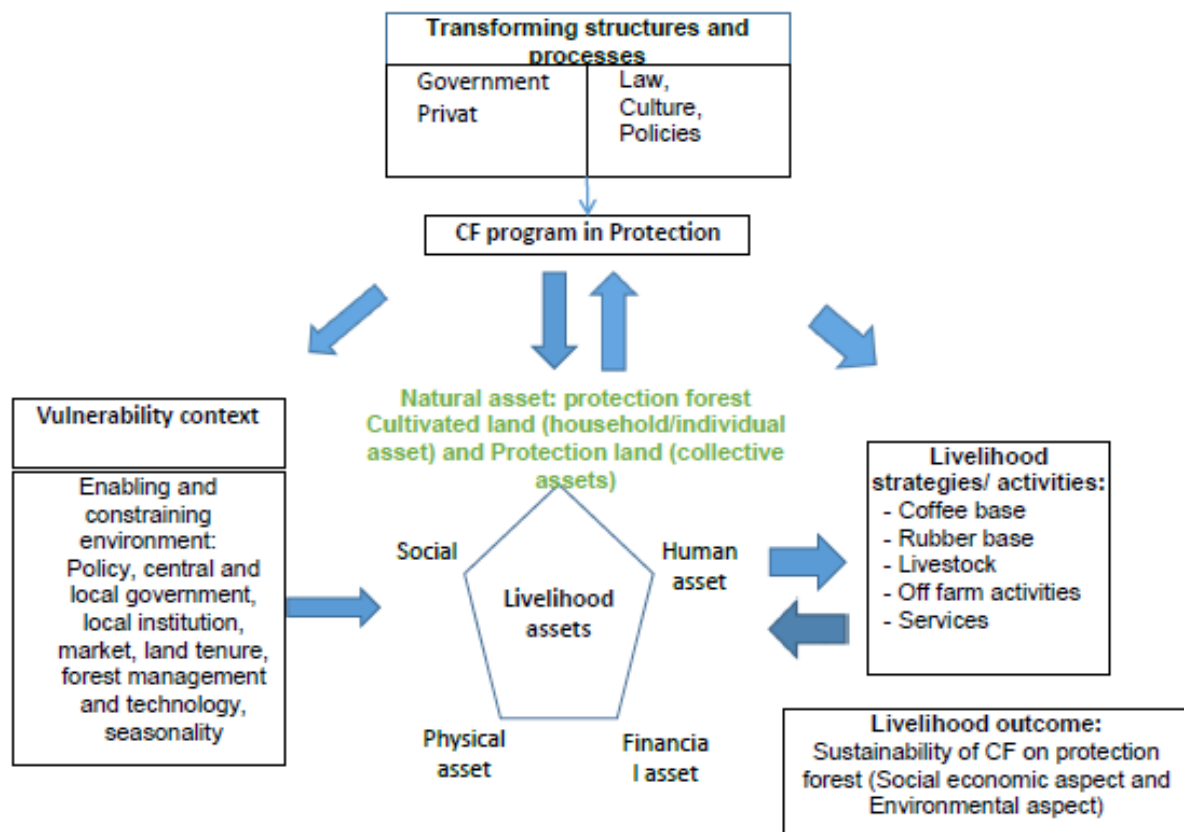 Transforming structures and
processes
Government
Privat
Law,
Culture,
Policies
CF program in Protection
Natural asset: protection forest
Cultivated land (household/individual
asset) and Protection land (collective
assets)
Vulnerability context
Enabling and
constraining
environment:
Policy, central and
local government,
local institution,
market, land tenure,
forest management
and technology,
seasonality
Social
Human
asset
Livelihood
assets
Physical
asset
Financia
l asset
Livelihood
strategies/ activities:
- Coffee base
- Rubber base
- Livestock
- Off farm activities
- Services
Livelihood outcome:
Sustainability of CF on protection
forest (Social economic aspect and
Environmental aspect)